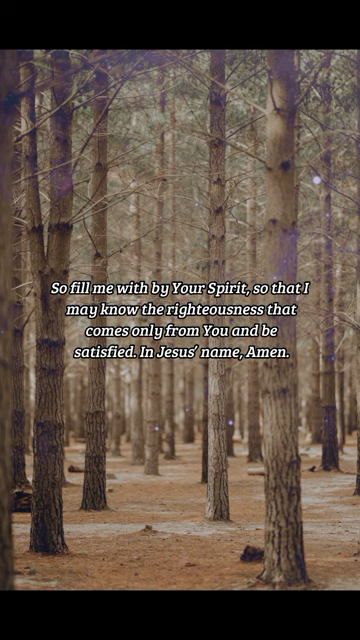 So fill me with by Your Spirit, so that I
may know the righteousness that
comes only from You and be
satisfied. In Jesus' name, Amen.